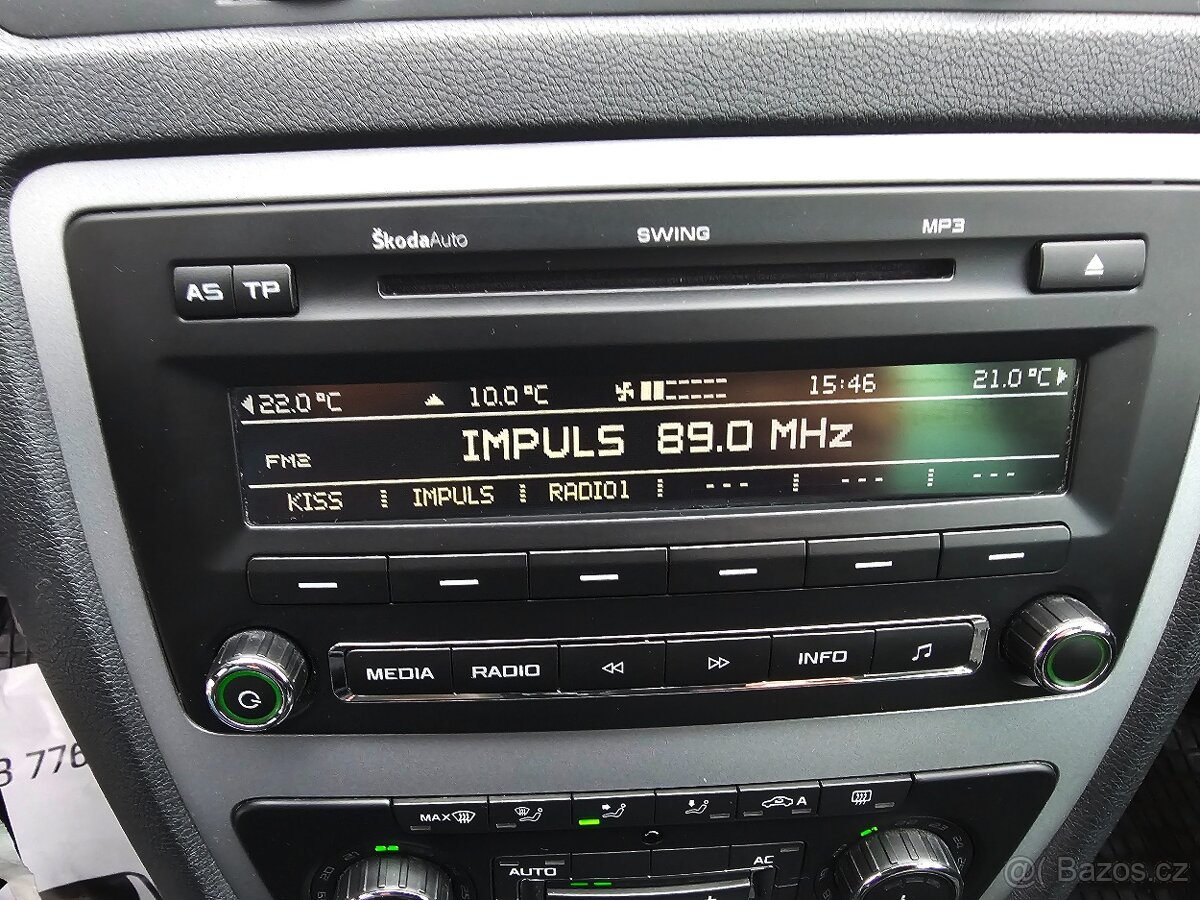 ŠkodaAuto SWING MP3
AS TP
22.0°C 10.0°C 15:46 21.0°C
FM2 IMPULS 89.0 MHz
KISS IMPULS RADIO1 --- --- ---
MEDIA RADIO INFO
776
MAX A
AUTO AC
@ Bazos.cz